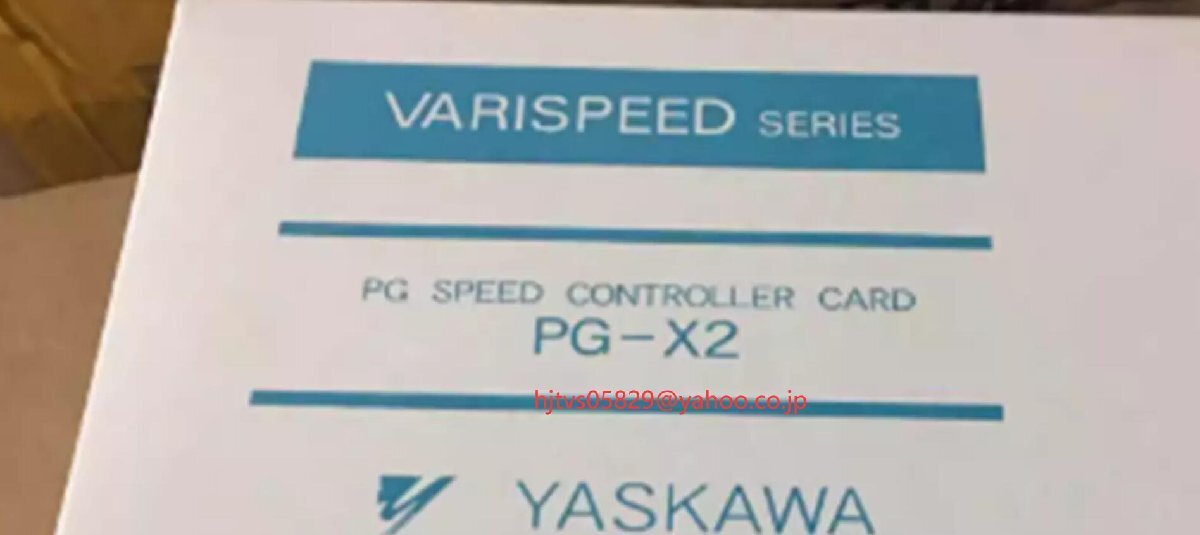 VARISPEED SERIES
PG SPEED CONTROLLER CARD
PG-X2
hjtvs05829@yahoo.co.jp
YASKAWA